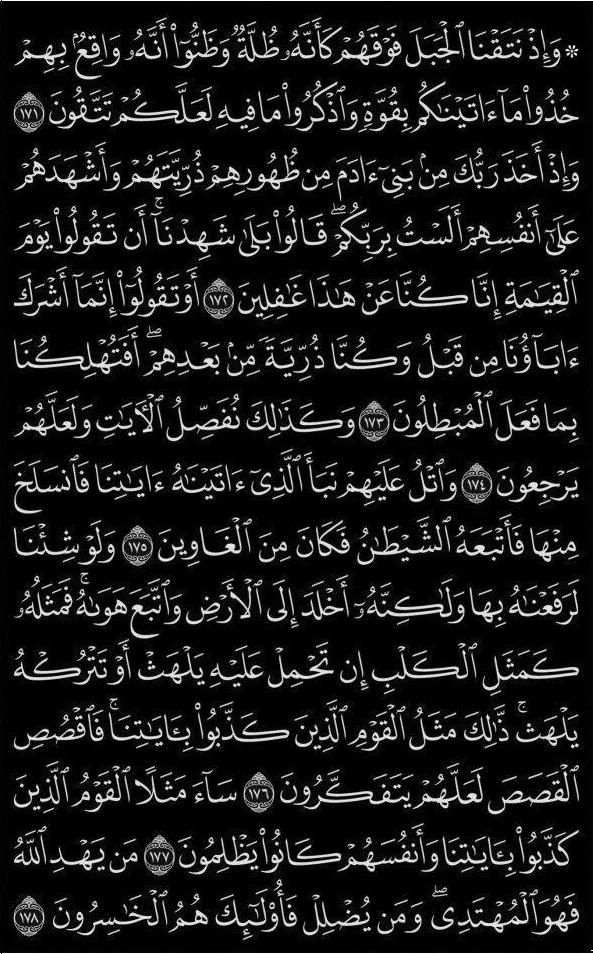 ۞ وَإِذْ نَتَقْنَا ٱلْجَبَلَ فَوْقَهُمْ كَأَنَّهُۥ ظُلَّةٌ وَظَنُّوٓا۟ أَنَّهُۥ وَاقِعٌۢ بِهِمْ
خُذُوا۟ مَآ ءَاتَيْنَٰكُم بِقُوَّةٍ وَٱذْكُرُوا۟ مَا فِيهِ لَعَلَّكُمْ تَتَّقُونَ ١٧١
وَإِذْ أَخَذَ رَبُّكَ مِنۢ بَنِىٓ ءَادَمَ مِن ظُهُورِهِمْ ذُرِّيَّتَهُمْ وَأَشْهَدَهُمْ
عَلَىٰٓ أَنفُسِهِمْ أَلَسْتُ بِرَبِّكُمْ ۖ قَالُوا۟ بَلَىٰ شَهِدْنَآ ۚ أَن تَقُولُوا۟ يَوْمَ
ٱلْقِيَٰمَةِ إِنَّا كُنَّا عَنْ هَٰذَا غَٰفِلِينَ ١٧٢ أَوْ تَقُولُوٓا۟ إِنَّمَآ أَشْرَكَ
ءَابَآؤُنَا مِن قَبْلُ وَكُنَّا ذُرِّيَّةً مِّنۢ بَعْدِهِمْ ۖ أَفَتُهْلِكُنَا
بِمَا فَعَلَ ٱلْمُبْطِلُونَ ١٧٣ وَكَذَٰلِكَ نُفَصِّلُ ٱلْءَايَٰتِ وَلَعَلَّهُمْ
يَرْجِعُونَ ١٧٤ وَٱتْلُ عَلَيْهِمْ نَبَأَ ٱلَّذِىٓ ءَاتَيْنَٰهُ ءَايَٰتِنَا فَٱنسَلَخَ
مِنْهَا فَأَتْبَعَهُ ٱلشَّيْطَٰنُ فَكَانَ مِنَ ٱلْغَاوِينَ ١٧٥ وَلَوْ شِئْنَا
لَرَفَعْنَٰهُ بِهَا وَلَٰكِنَّهُۥٓ أَخْلَدَ إِلَى ٱلْأَرْضِ وَٱتَّبَعَ هَوَىٰهُ ۚ فَمَثَلُهُۥ
كَمَثَلِ ٱلْكَلْبِ إِن تَحْمِلْ عَلَيْهِ يَلْهَثْ أَوْ تَتْرُكْهُ
يَلْهَث ۚ ذَّٰلِكَ مَثَلُ ٱلْقَوْمِ ٱلَّذِينَ كَذَّبُوا۟ بِـَٔايَٰتِنَا ۚ فَٱقْصُصِ
ٱلْقَصَصَ لَعَلَّهُمْ يَتَفَكَّرُونَ ١٧٦ سَآءَ مَثَلًا ٱلْقَوْمُ ٱلَّذِينَ
كَذَّبُوا۟ بِـَٔايَٰتِنَا وَأَنفُسَهُمْ كَانُوا۟ يَظْلِمُونَ ١٧٧ مَن يَهْدِ ٱللَّهُ
فَهُوَ ٱلْمُهْتَدِى ۖ وَمَن يُضْلِلْ فَأُو۟لَٰٓئِكَ هُمُ ٱلْخَٰسِرُونَ ١٧٨